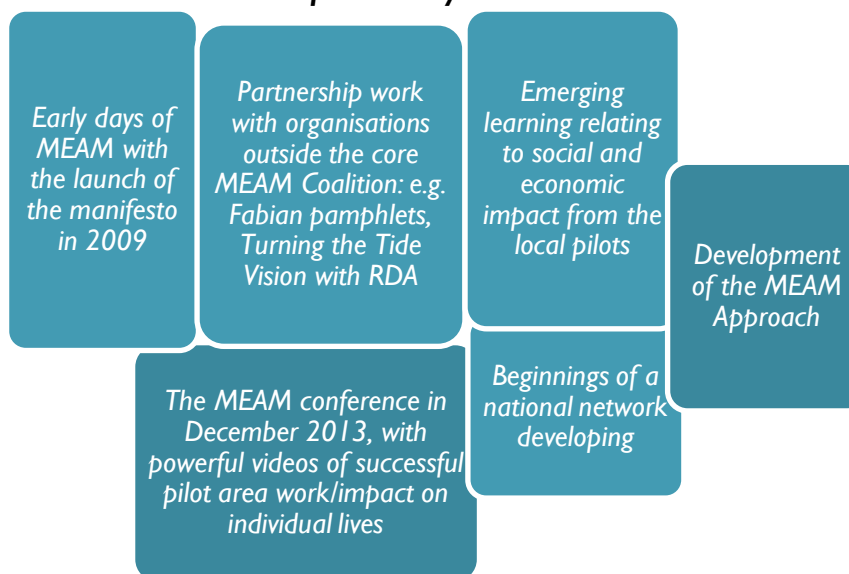 Early days of
MEAM with
the launch of
the manifesto
in 2009
Partnership work
with organisations
outside the core
MEAM Coalition: e.g.
Fabian pamphlets,
Turning the Tide
Vision with RDA
Emerging
learning relating
to social and
economic
impact from the
local pilots
Development
of the MEAM
Approach
The MEAM conference in
December 2013, with
powerful videos of successful
pilot area work/impact on
individual lives
Beginnings of a
national network
developing